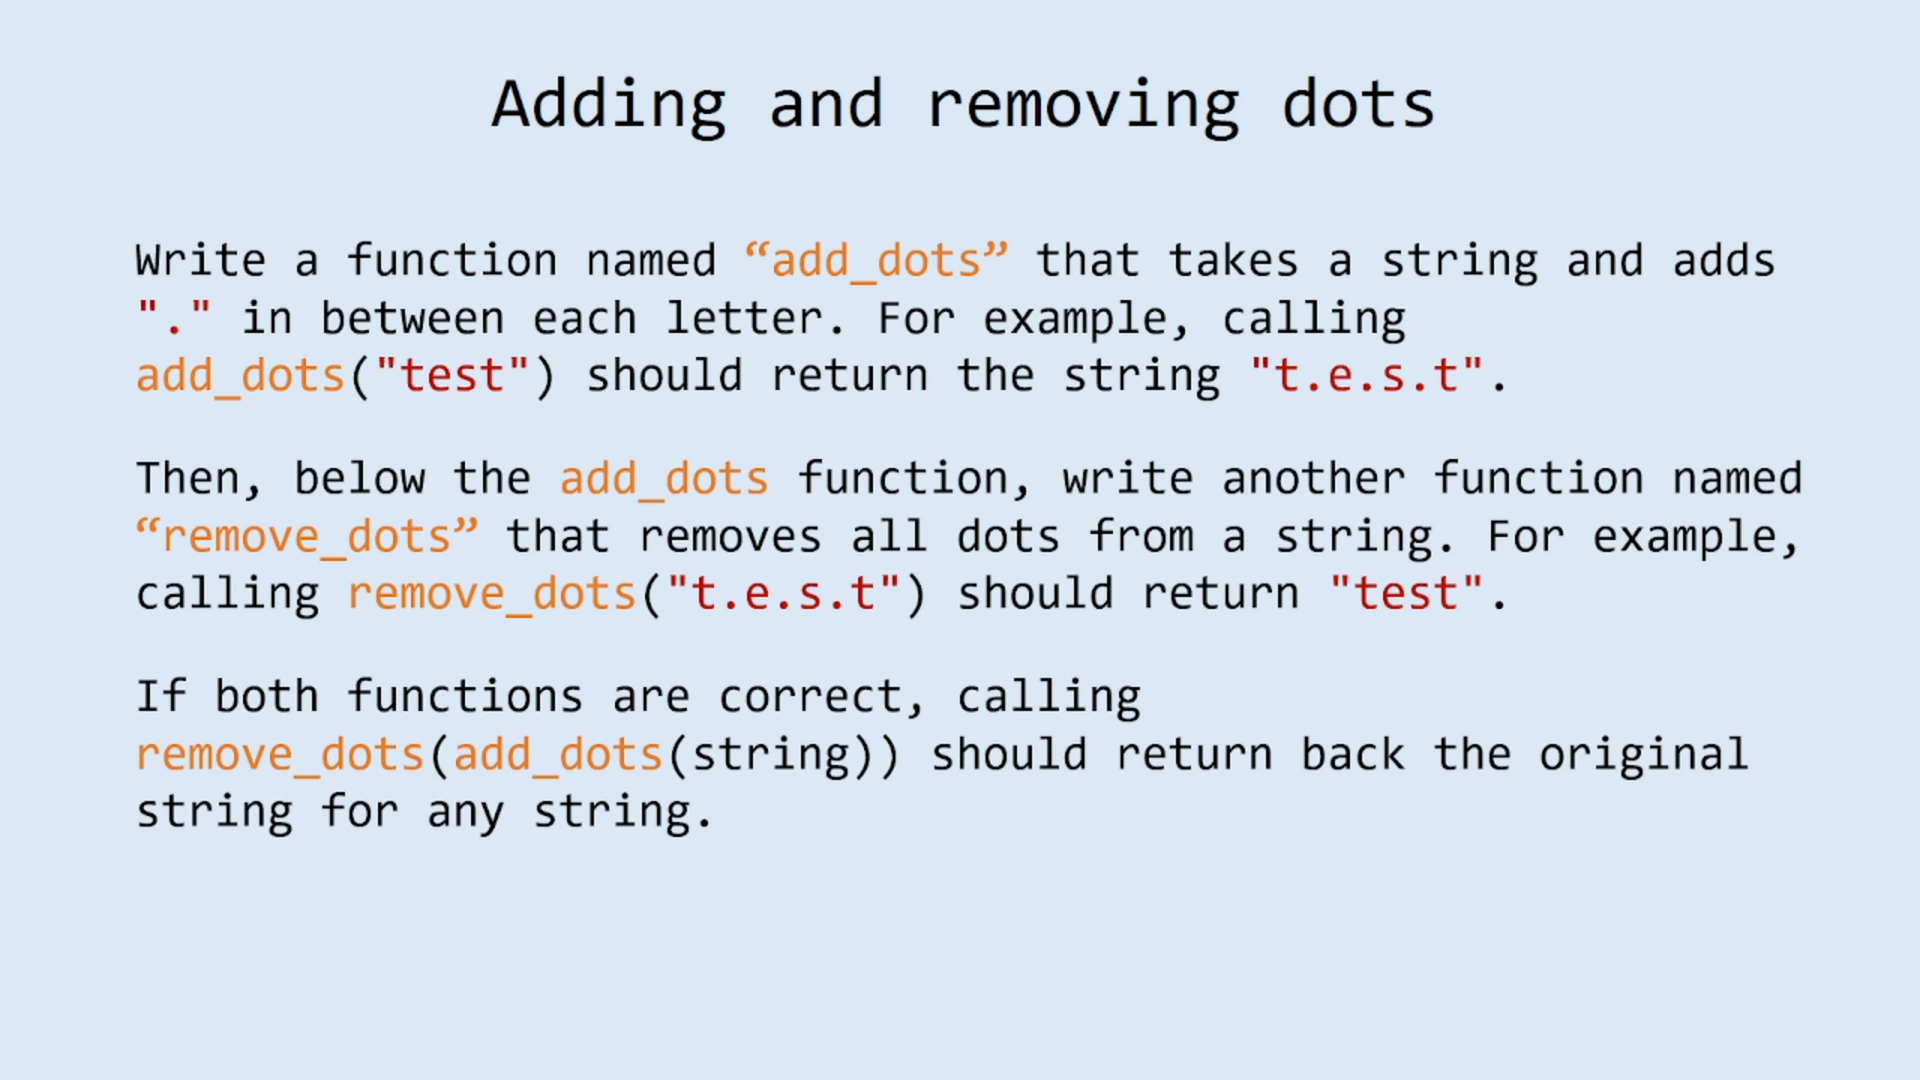 Adding and removing dots
Write a function named “add_dots” that takes a string and adds
"." in between each letter. For example, calling
add_dots("test") should return the string "t.e.s.t".
Then, below the add_dots function, write another function named
“remove_dots” that removes all dots from a string. For example,
calling remove_dots("t.e.s.t") should return "test".
If both functions are correct, calling
remove_dots(add_dots(string)) should return back the original
string for any string.